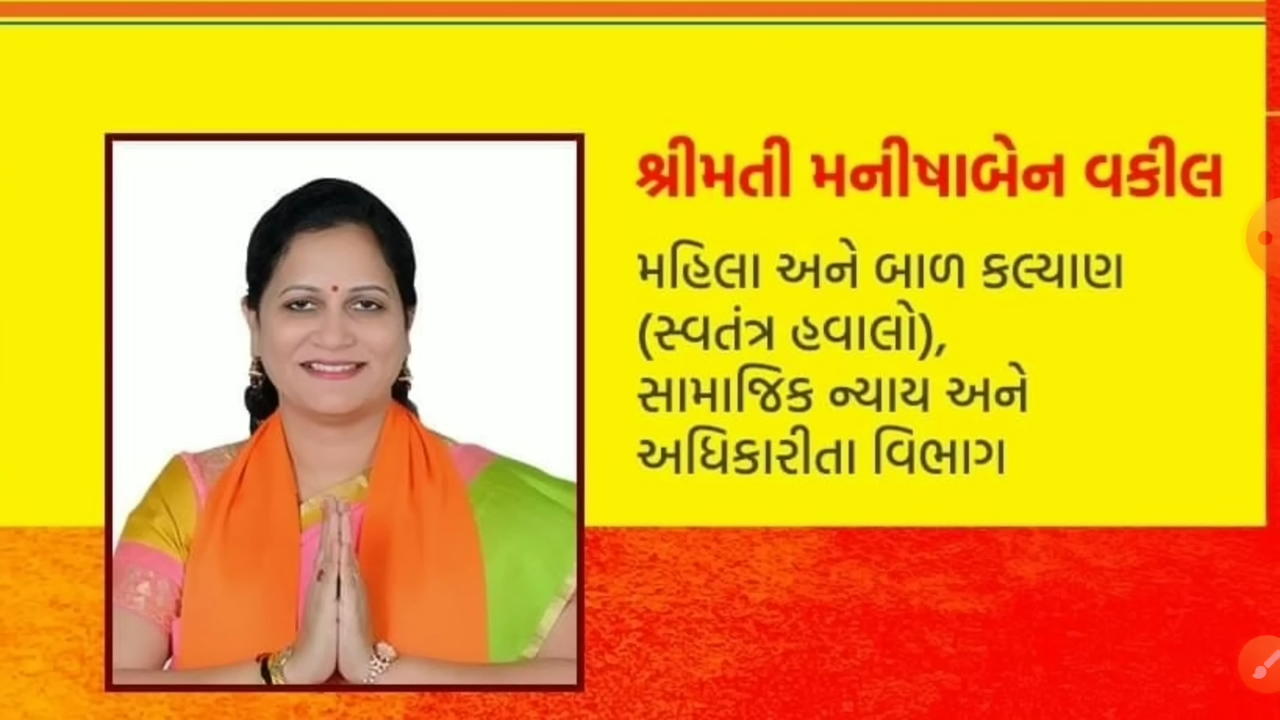 શ્રીમતી મનીષાબેન વકીલ
મહિલા અને બાળ કલ્યાણ
(સ્વતંત્ર હવાલો),
સામાજિક ન્યાય અને
અધિકારીતા વિભાગ